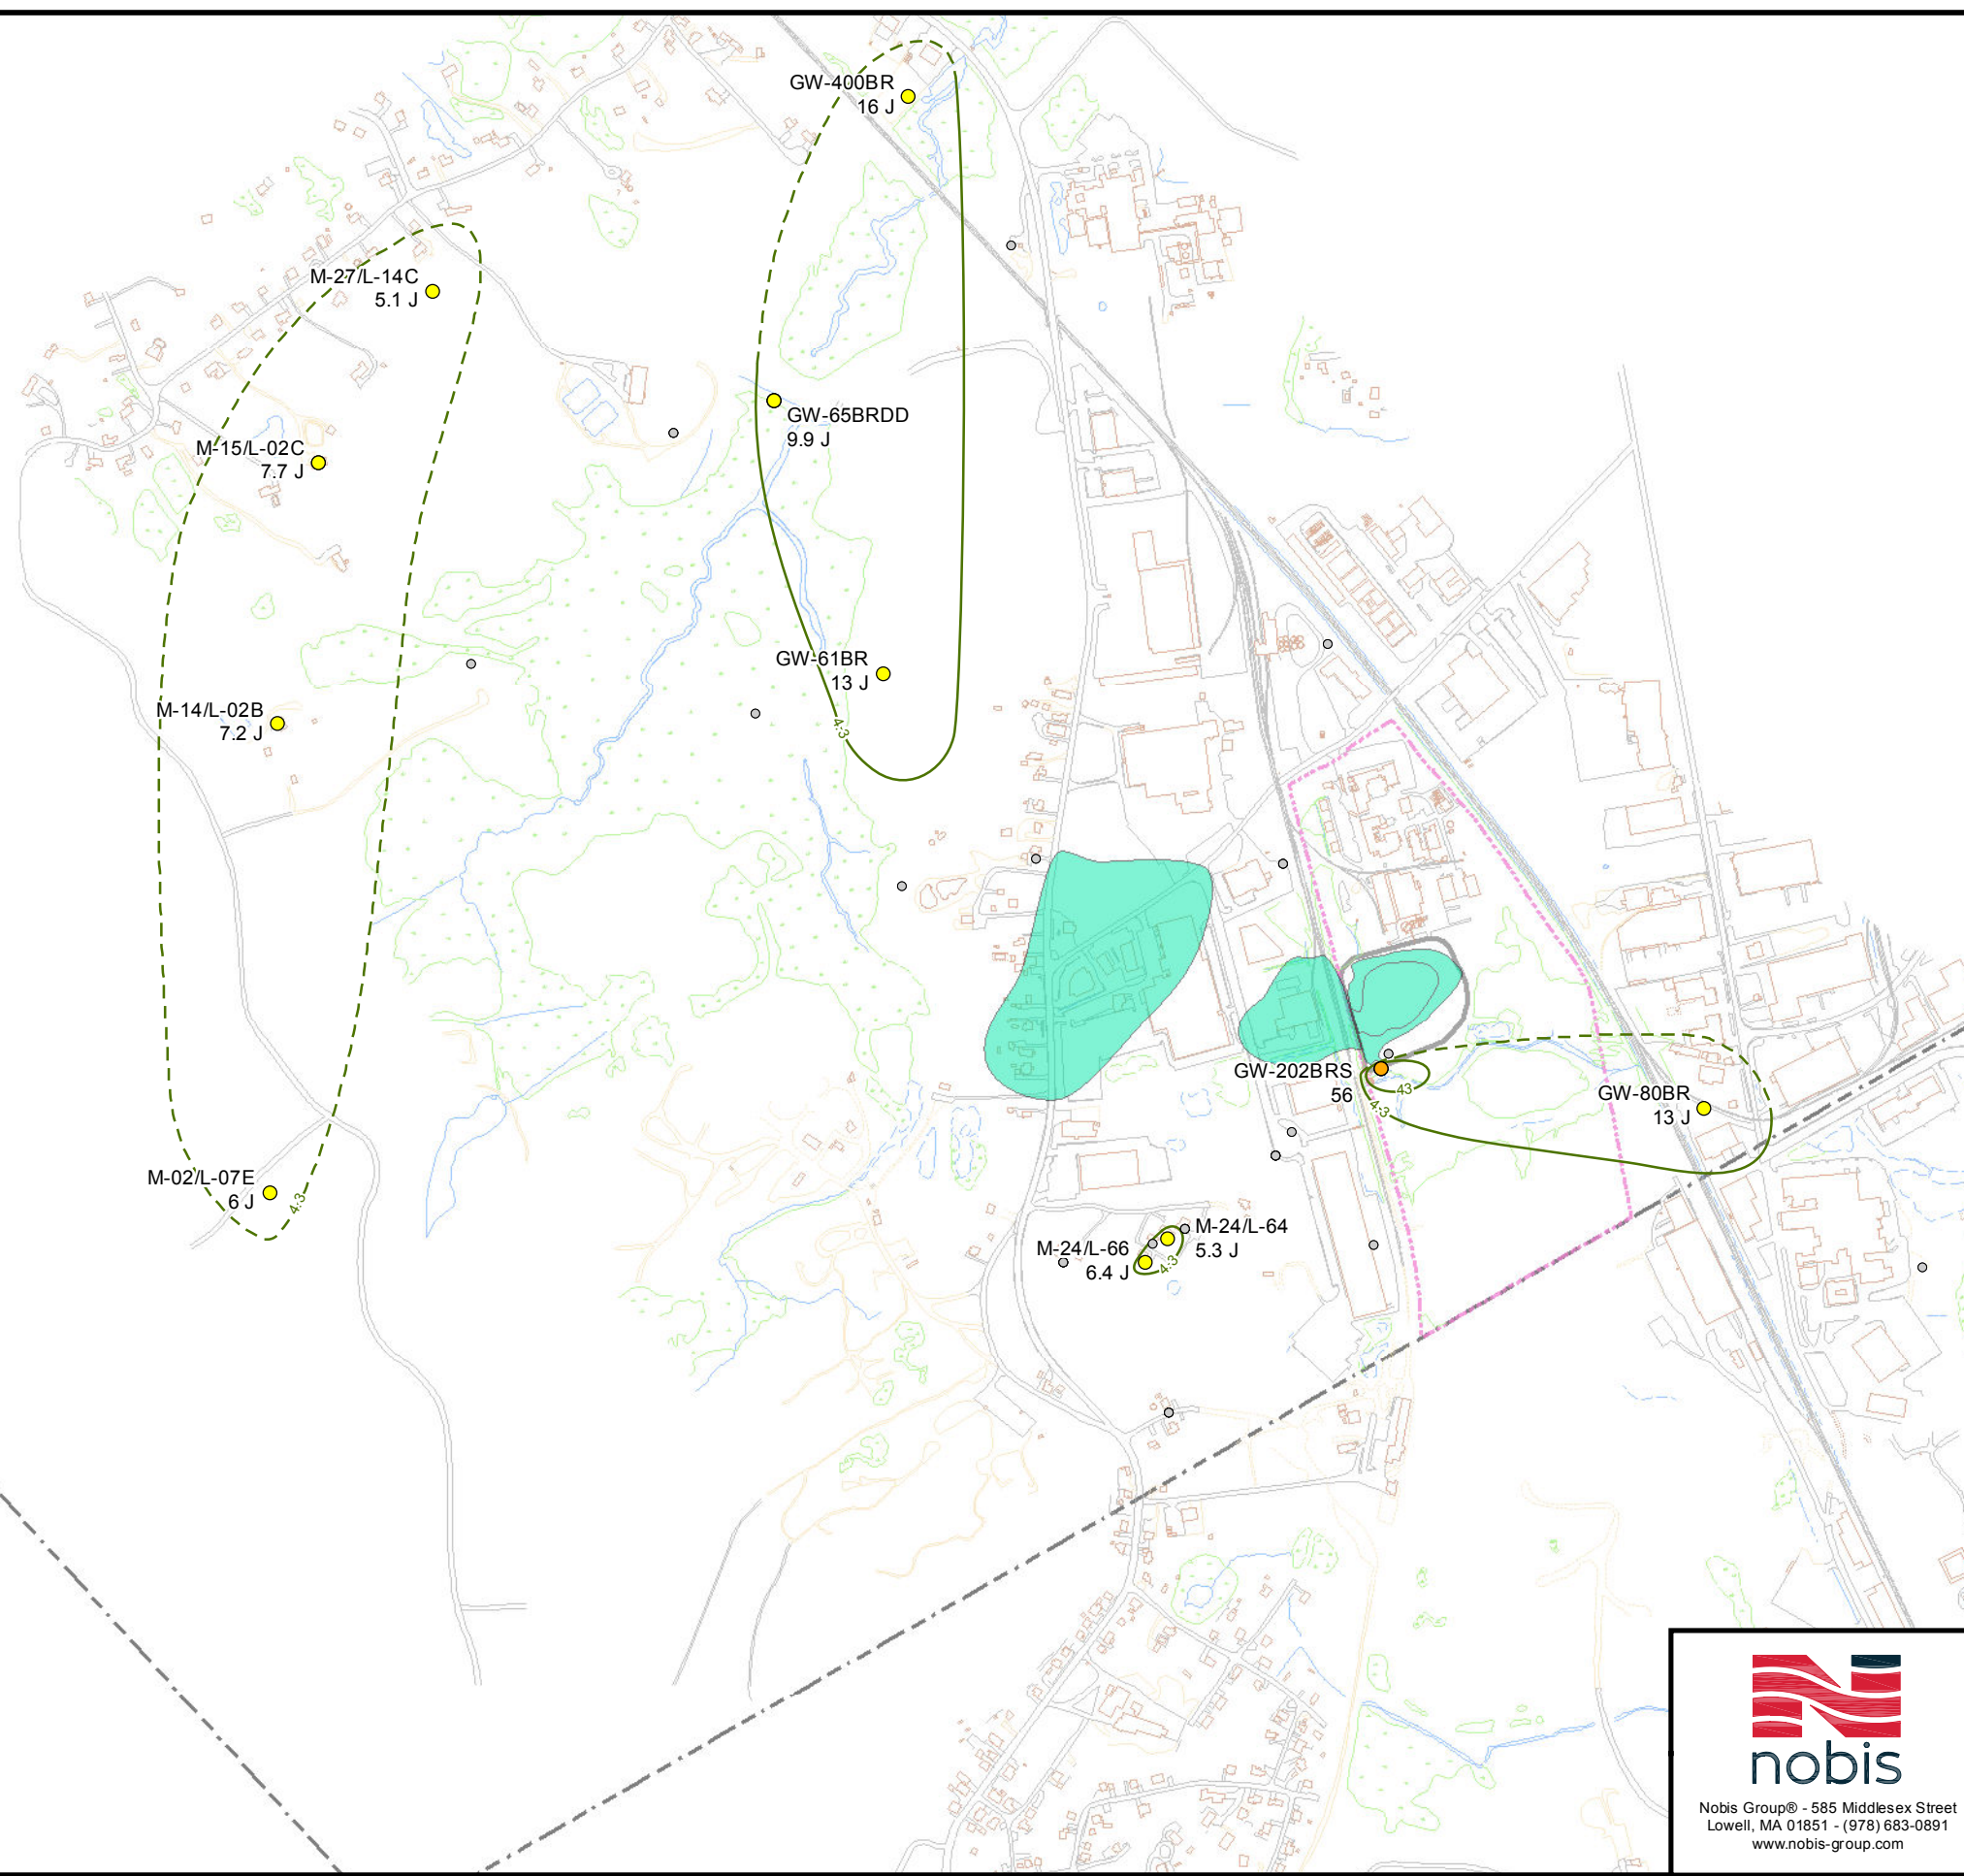 GW-400BR
16 J
M-27/L-14C
5.1 J
GW-65BRDD
9.9 J
M-15/L-02C
7.7 J
GW-61BR
13 J
4.3
M-14/L-02B
7.2 J
GW-202BRS
56
43
4.3
GW-80BR
13 J
M-02/L-07E
6 J
4.3
M-24/L-64
5.3 J
M-24/L-66
6.4 J
4.3
nobis
Nobis Group® - 585 Middlesex Street
Lowell, MA 01851 - (978) 683-0891
www.nobis-group.com